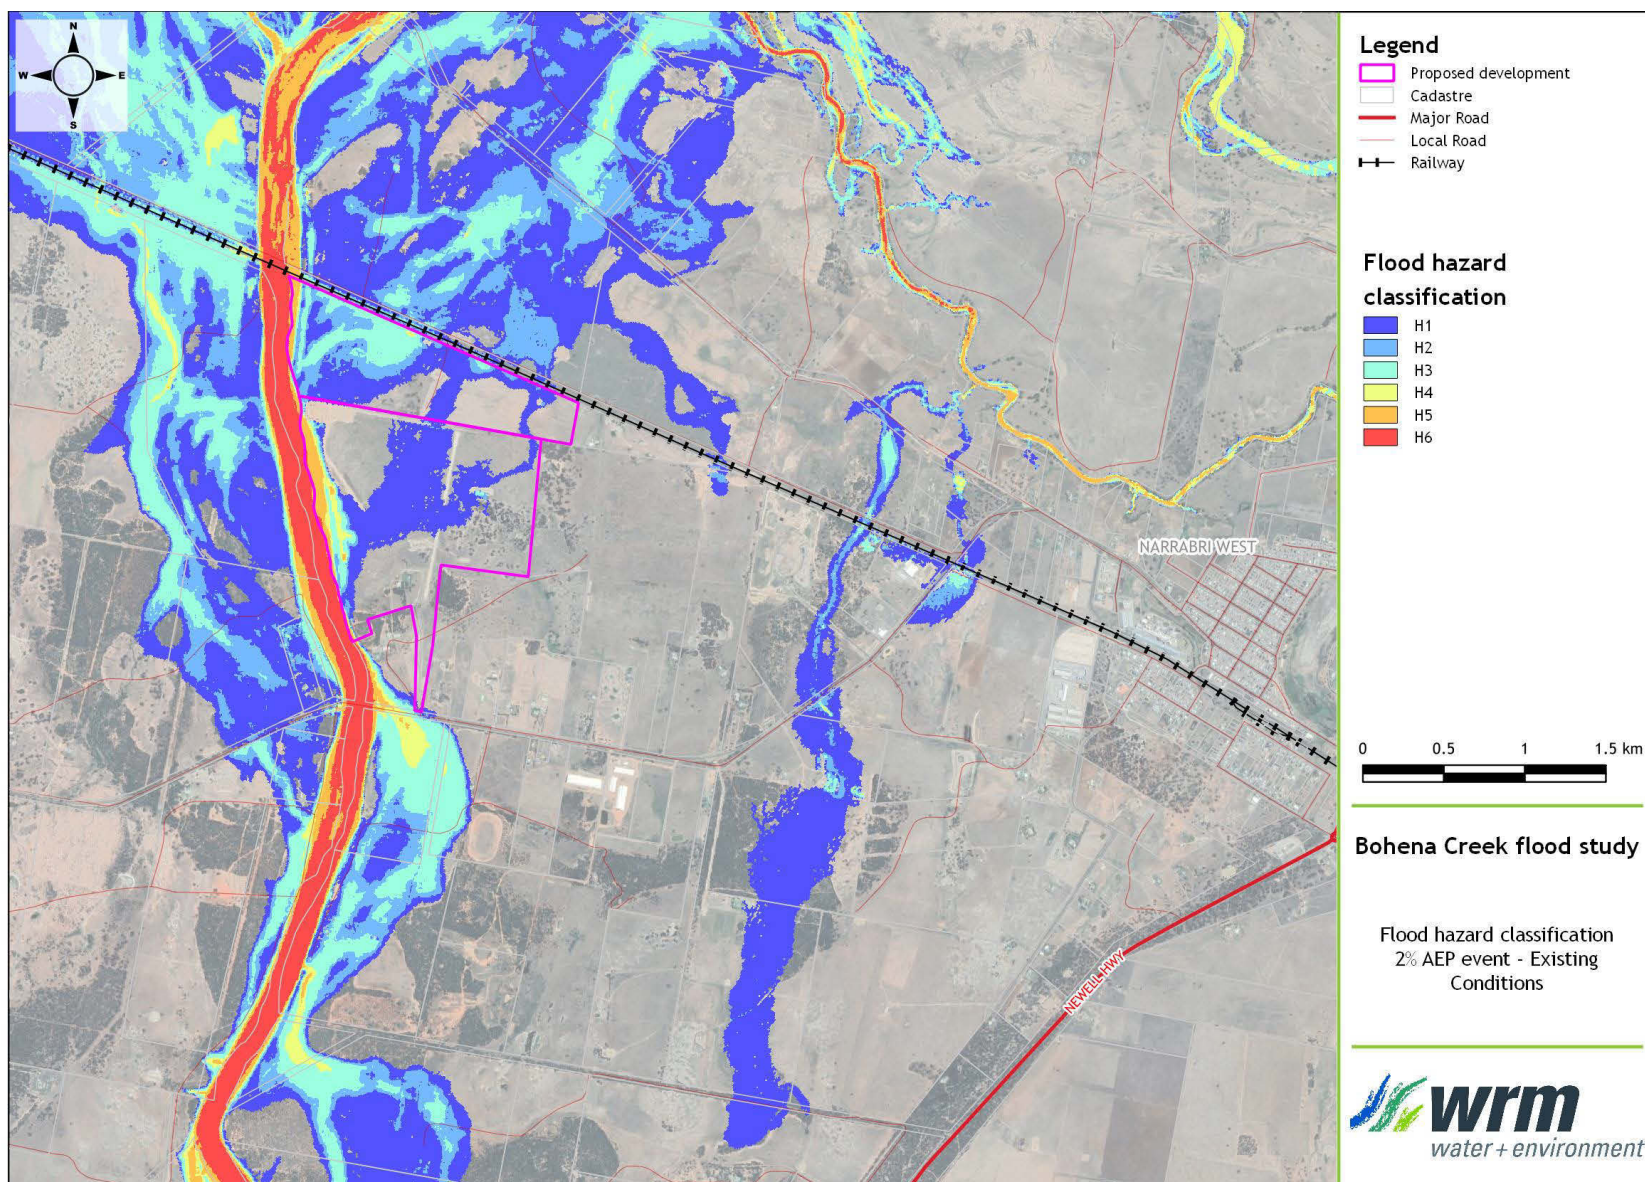 N
W
E
S
NARRABRI WEST
NEWELL HWY
Legend
Proposed development
Cadastre
Major Road
Local Road
Railway
Flood hazard
classification
H1
H2
H3
H4
H5
H6
0 0.5 1 1.5 km
Bohena Creek flood study
Flood hazard classification
2% AEP event - Existing
Conditions
wrm
water + environment